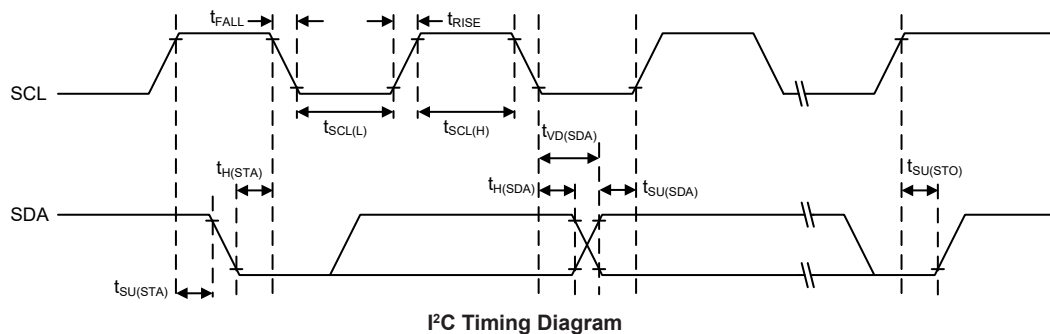 tFALL
tRISE
SCL
tSCL(L)
tSCL(H)
tVD(SDA)
tH(STA)
tH(SDA)
tSU(SDA)
tSU(STO)
SDA
tSU(STA)
I²C Timing Diagram